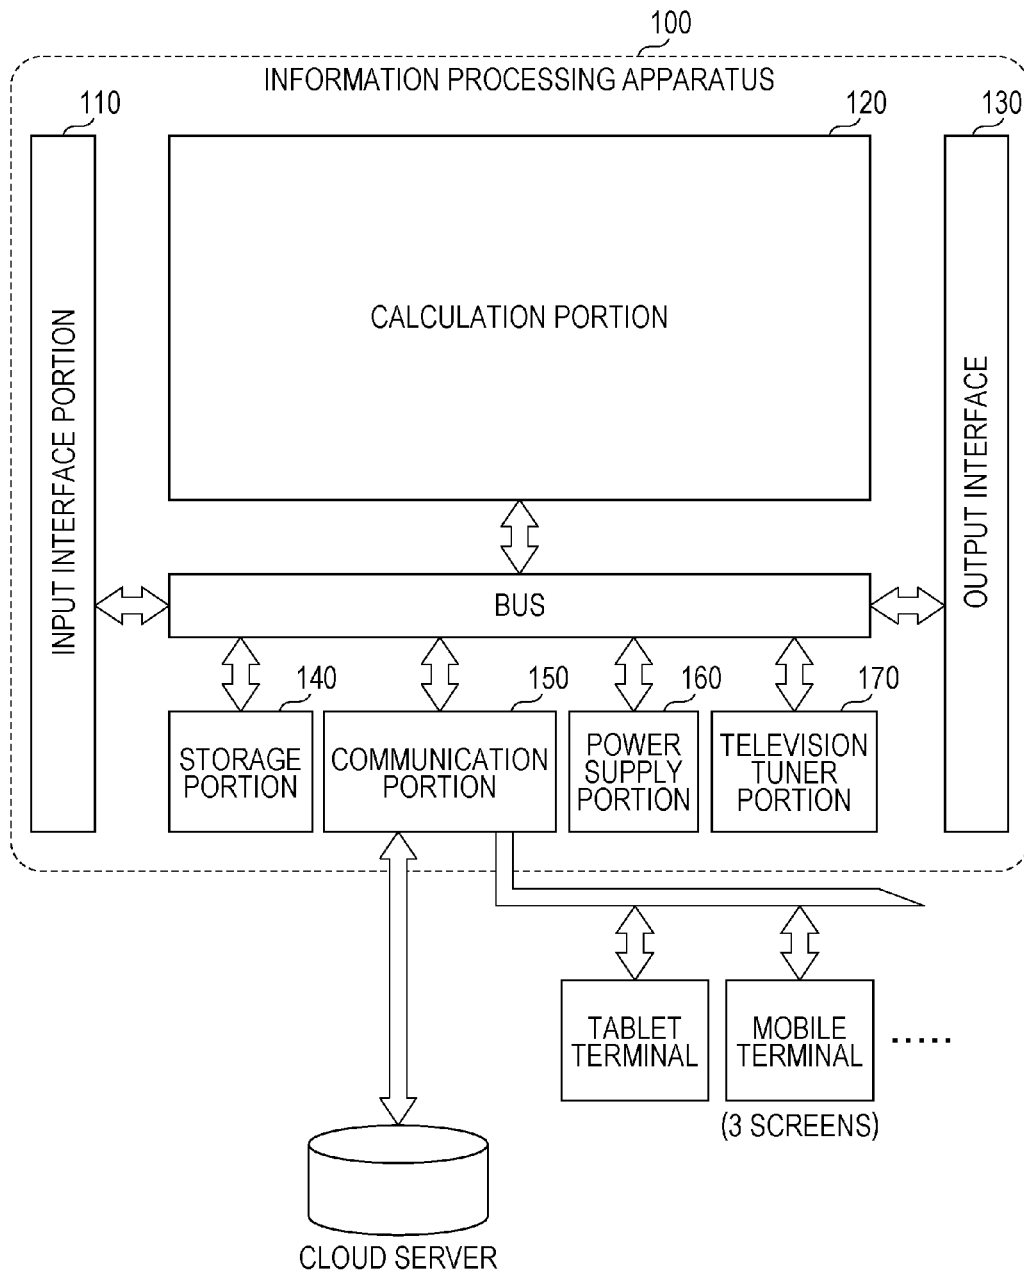 100
INFORMATION PROCESSING APPARATUS
110
120
130
INPUT INTERFACE PORTION
CALCULATION PORTION
OUTPUT INTERFACE
BUS
140
150
160
170
STORAGE
PORTION
COMMUNICATION
PORTION
POWER
SUPPLY
PORTION
TELEVISION
TUNER
PORTION
TABLET
TERMINAL
MOBILE
TERMINAL
.....
(3 SCREENS)
CLOUD SERVER